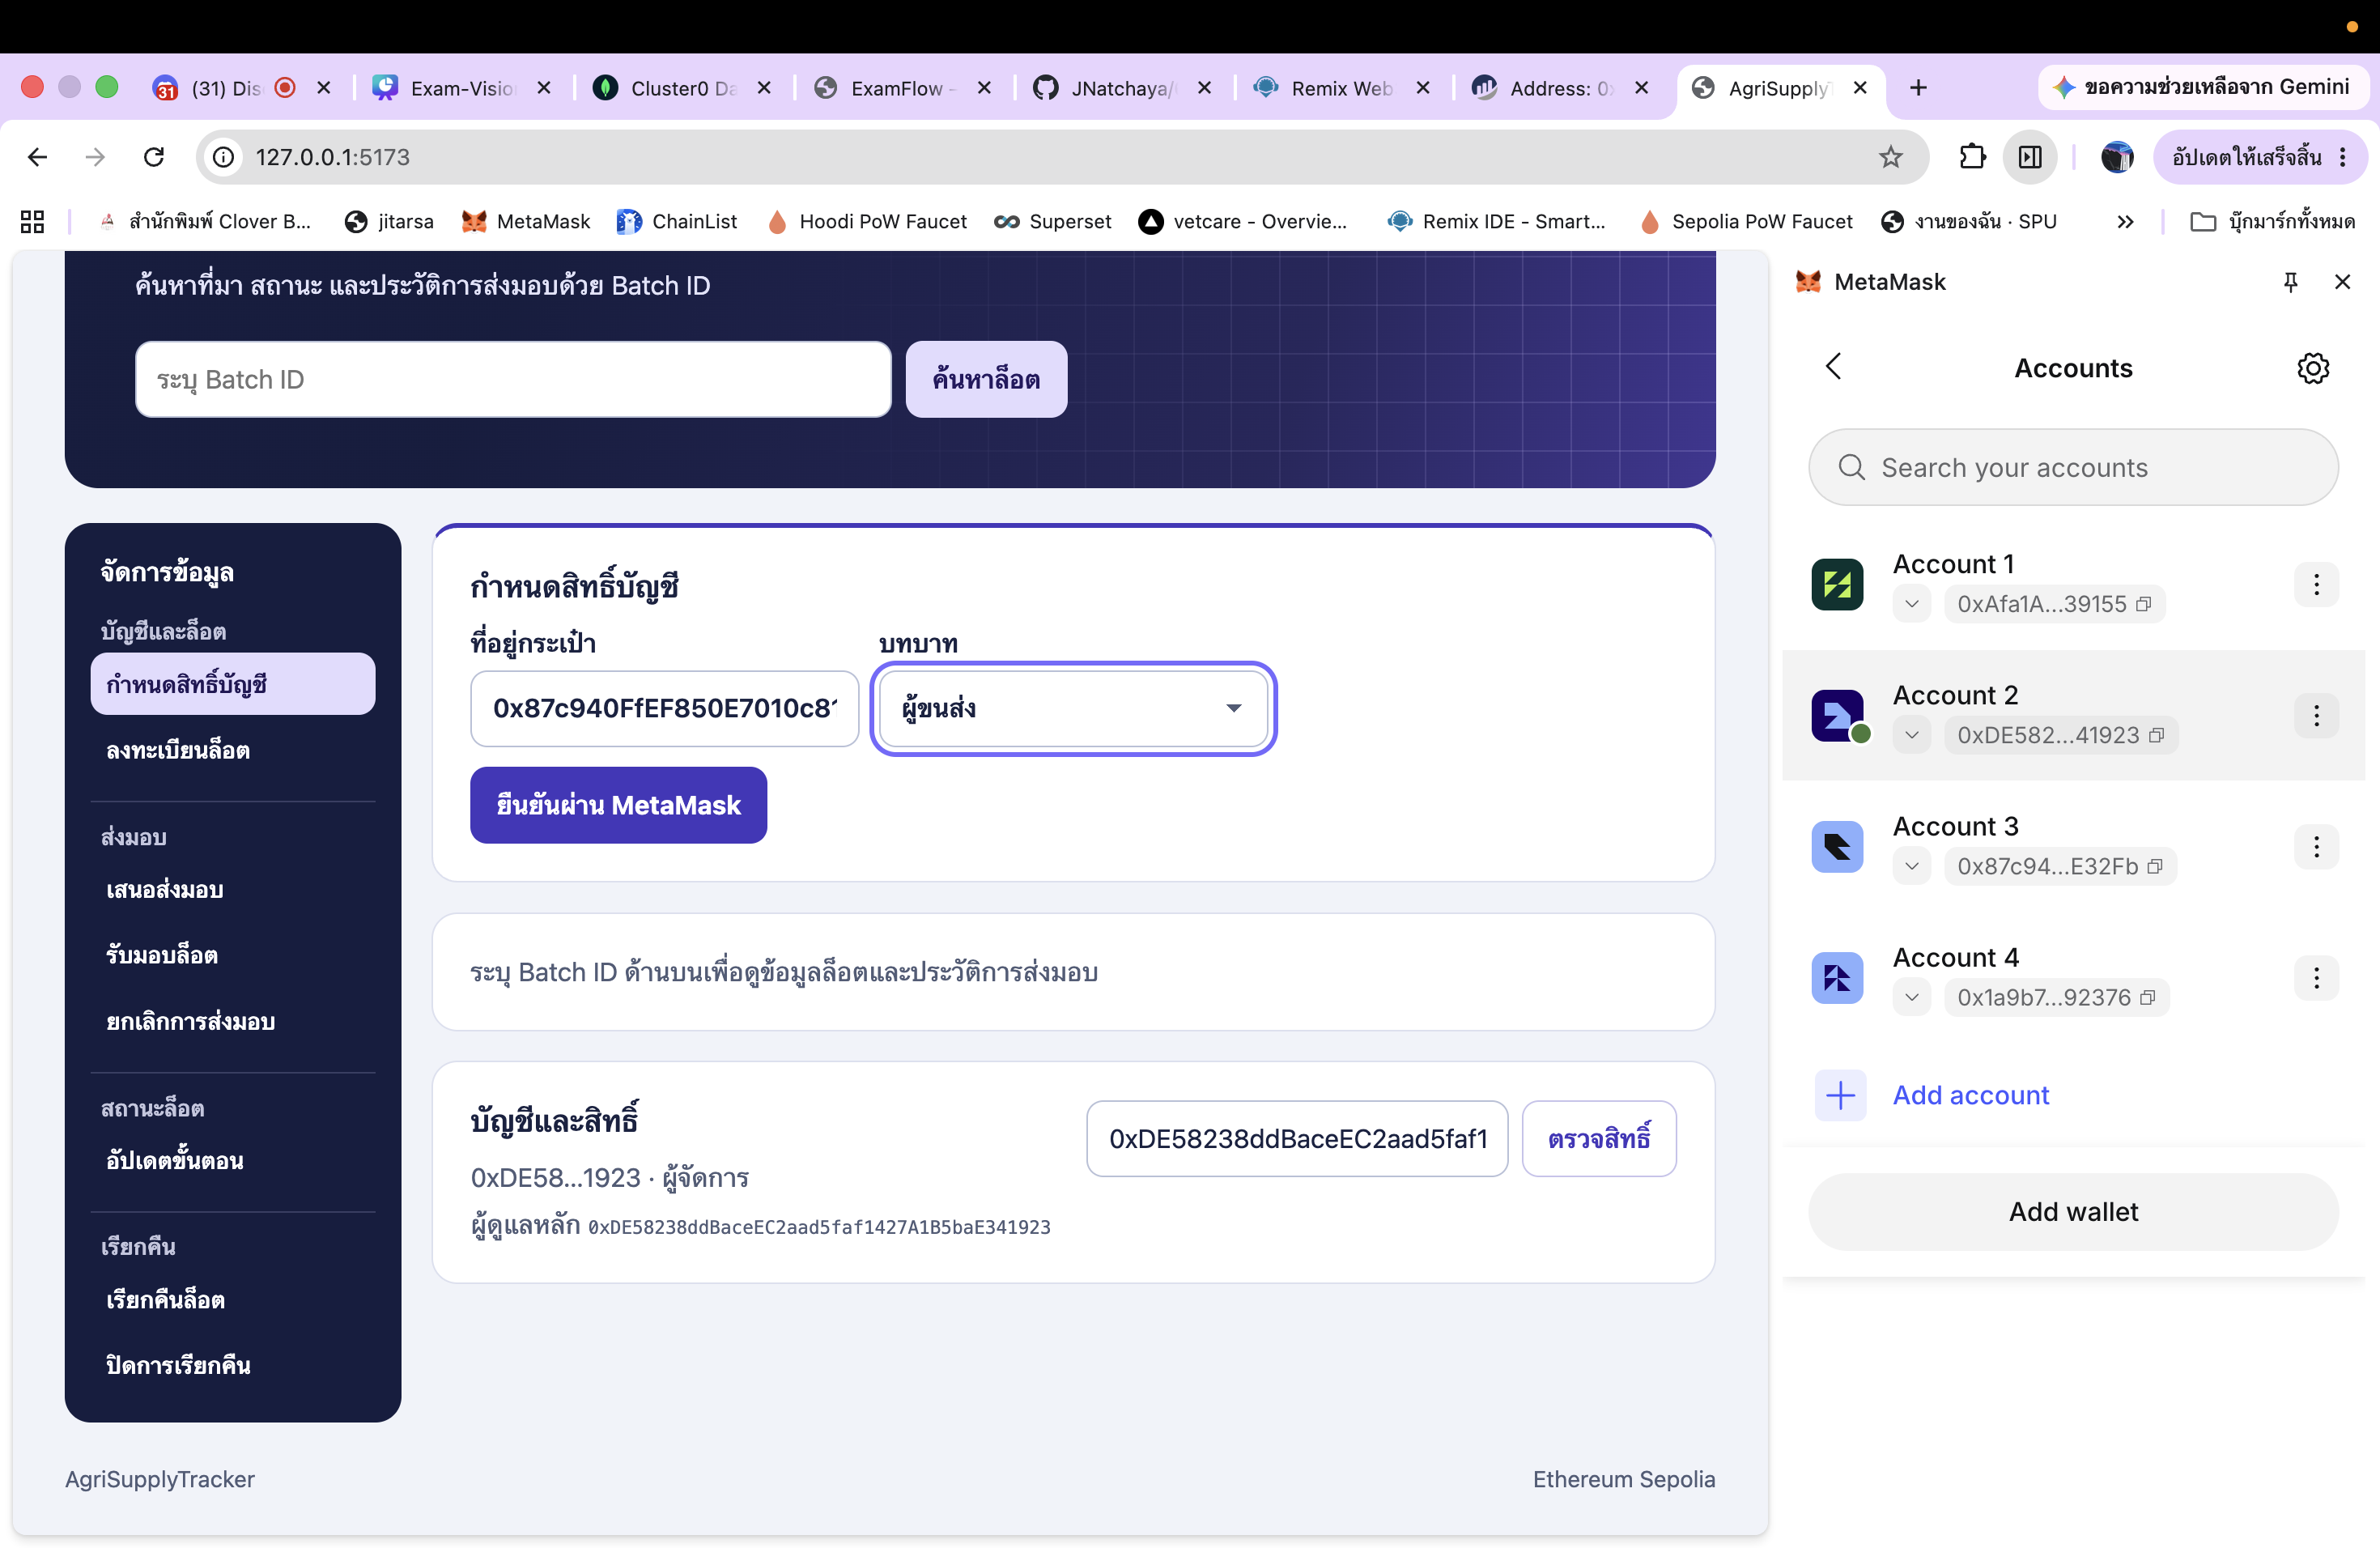 (31) Dis
Exam-Visio
Cluster0 Da
ExamFlow -
JNatchaya/
Remix Web
Address: 0x
AgriSupplyT
ขอความช่วยเหลือจาก Gemini
127.0.0.1:5173
อัปเดตให้เสร็จสิ้น
สำนักพิมพ์ Clover B...
jitarsa
MetaMask
ChainList
Hoodi PoW Faucet
Superset
vetcare - Overvie...
Remix IDE - Smart...
Sepolia PoW Faucet
งานของฉัน · SPU
บุ๊กมาร์กทั้งหมด
ค้นหาที่มา สถานะ และประวัติการส่งมอบด้วย Batch ID
ระบุ Batch ID
ค้นหาล็อต
จัดการข้อมูล
บัญชีและล็อต
กำหนดสิทธิ์บัญชี
ลงทะเบียนล็อต
ส่งมอบ
เสนอส่งมอบ
รับมอบล็อต
ยกเลิกการส่งมอบ
สถานะล็อต
อัปเดตขั้นตอน
เรียกคืน
เรียกคืนล็อต
ปิดการเรียกคืน
กำหนดสิทธิ์บัญชี
ที่อยู่กระเป๋า
บทบาท
0x87c940FfEF850E7010c81
ผู้ขนส่ง
ยืนยันผ่าน MetaMask
ระบุ Batch ID ด้านบนเพื่อดูข้อมูลล็อตและประวัติการส่งมอบ
บัญชีและสิทธิ์
0xDE58...1923 · ผู้จัดการ
ผู้ดูแลหลัก 0xDE58238ddBaceEC2aad5faf1427A1B5baE341923
0xDE58238ddBaceEC2aad5faf1
ตรวจสิทธิ์
AgriSupplyTracker
Ethereum Sepolia
MetaMask
Accounts
Search your accounts
Account 1
0xAfa1A...39155
Account 2
0xDE582...41923
Account 3
0x87c94...E32Fb
Account 4
0x1a9b7...92376
Add account
Add wallet